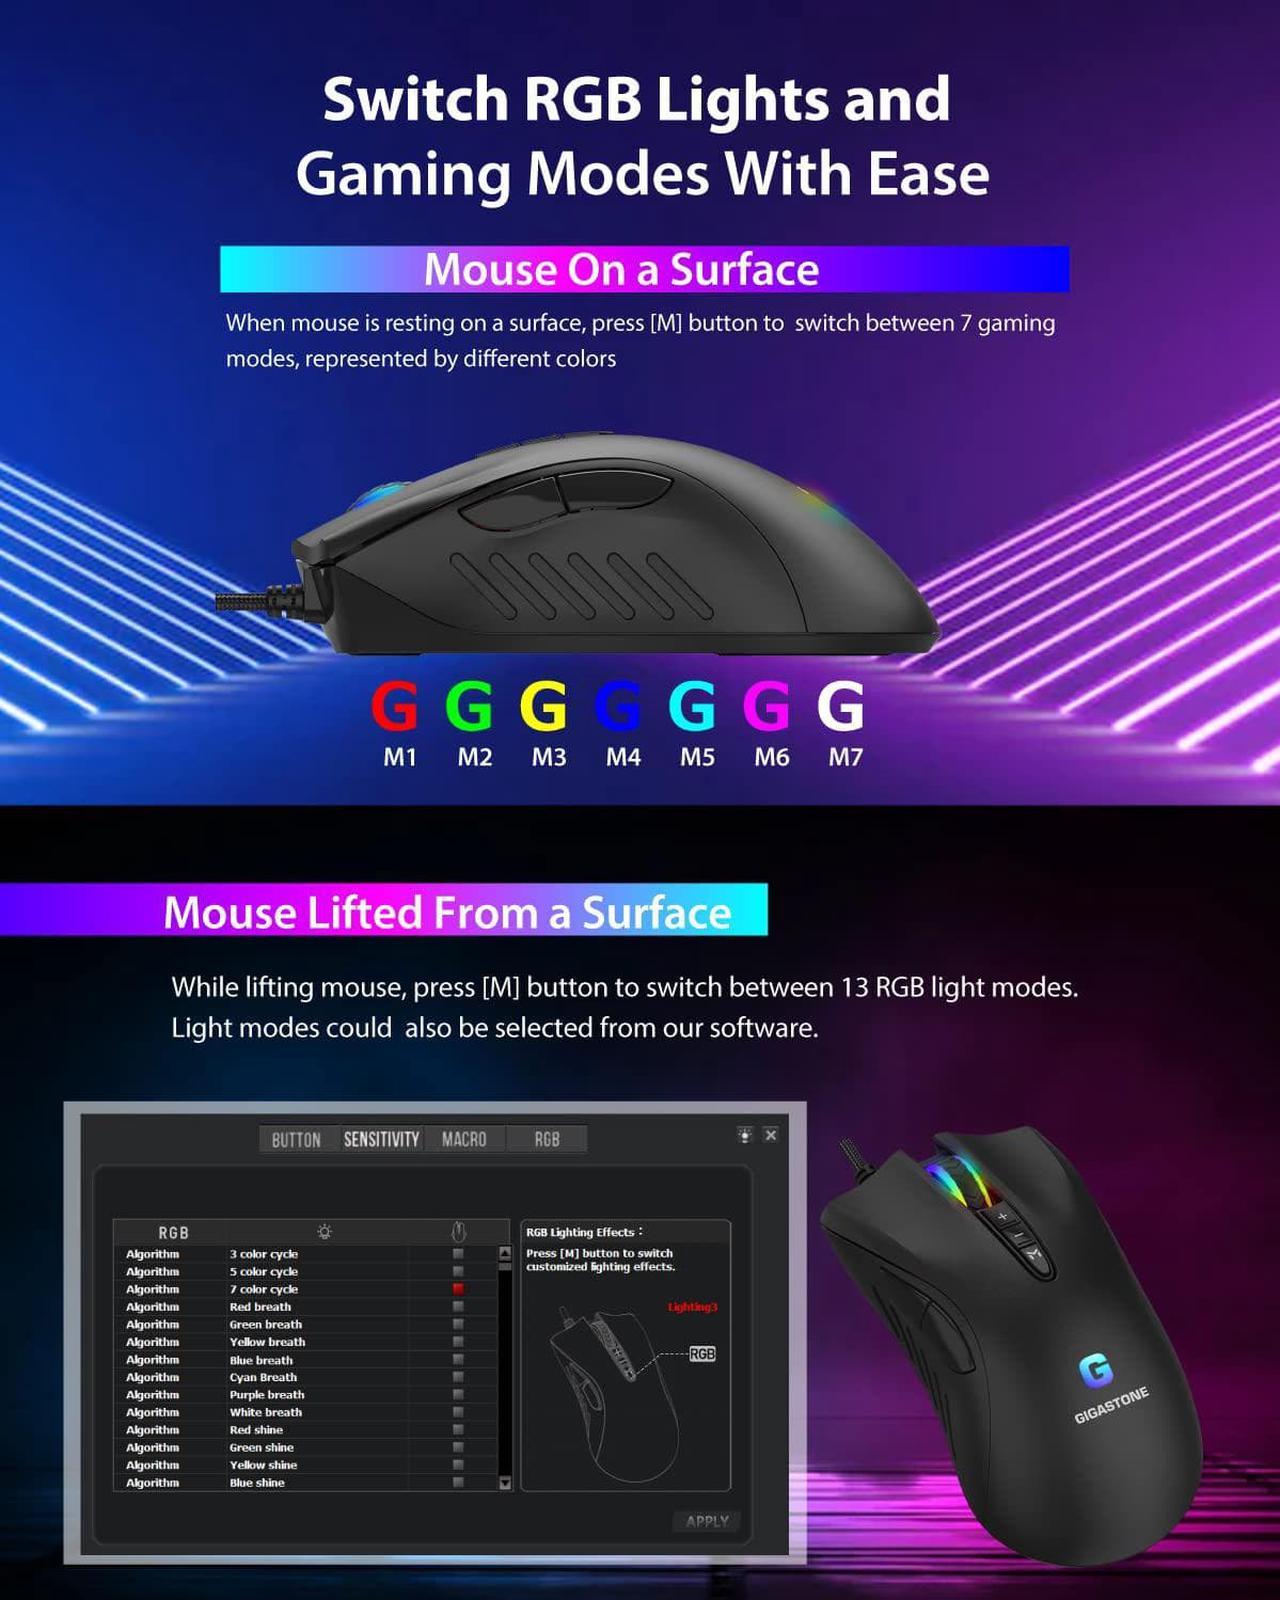 Switch RGB Lights and
Gaming Modes With Ease
Mouse On a Surface
When mouse is resting on a surface, press [M] button to switch between 7 gaming
modes, represented by different colors
G G G G G G G
M1 M2 M3 M4 M5 M6 M7
Mouse Lifted From a Surface
While lifting mouse, press [M] button to switch between 13 RGB light modes.
Light modes could also be selected from our software.
BUTTON SENSITIVITY MACRO RGB
RGB
Algorithm 3 color cycle
Algorithm 5 color cycle
Algorithm 7 color cycle
Algorithm Red breath
Algorithm Green breath
Algorithm Yellow breath
Algorithm Blue breath
Algorithm Cyan Breath
Algorithm Purple breath
Algorithm White breath
Algorithm Red shine
Algorithm Green shine
Algorithm Yellow shine
Algorithm Blue shine
RGB Lighting Effects :
Press [M] button to switch
customized lighting effects.
Lighting3
RGB
APPLY
G
GIGASTONE